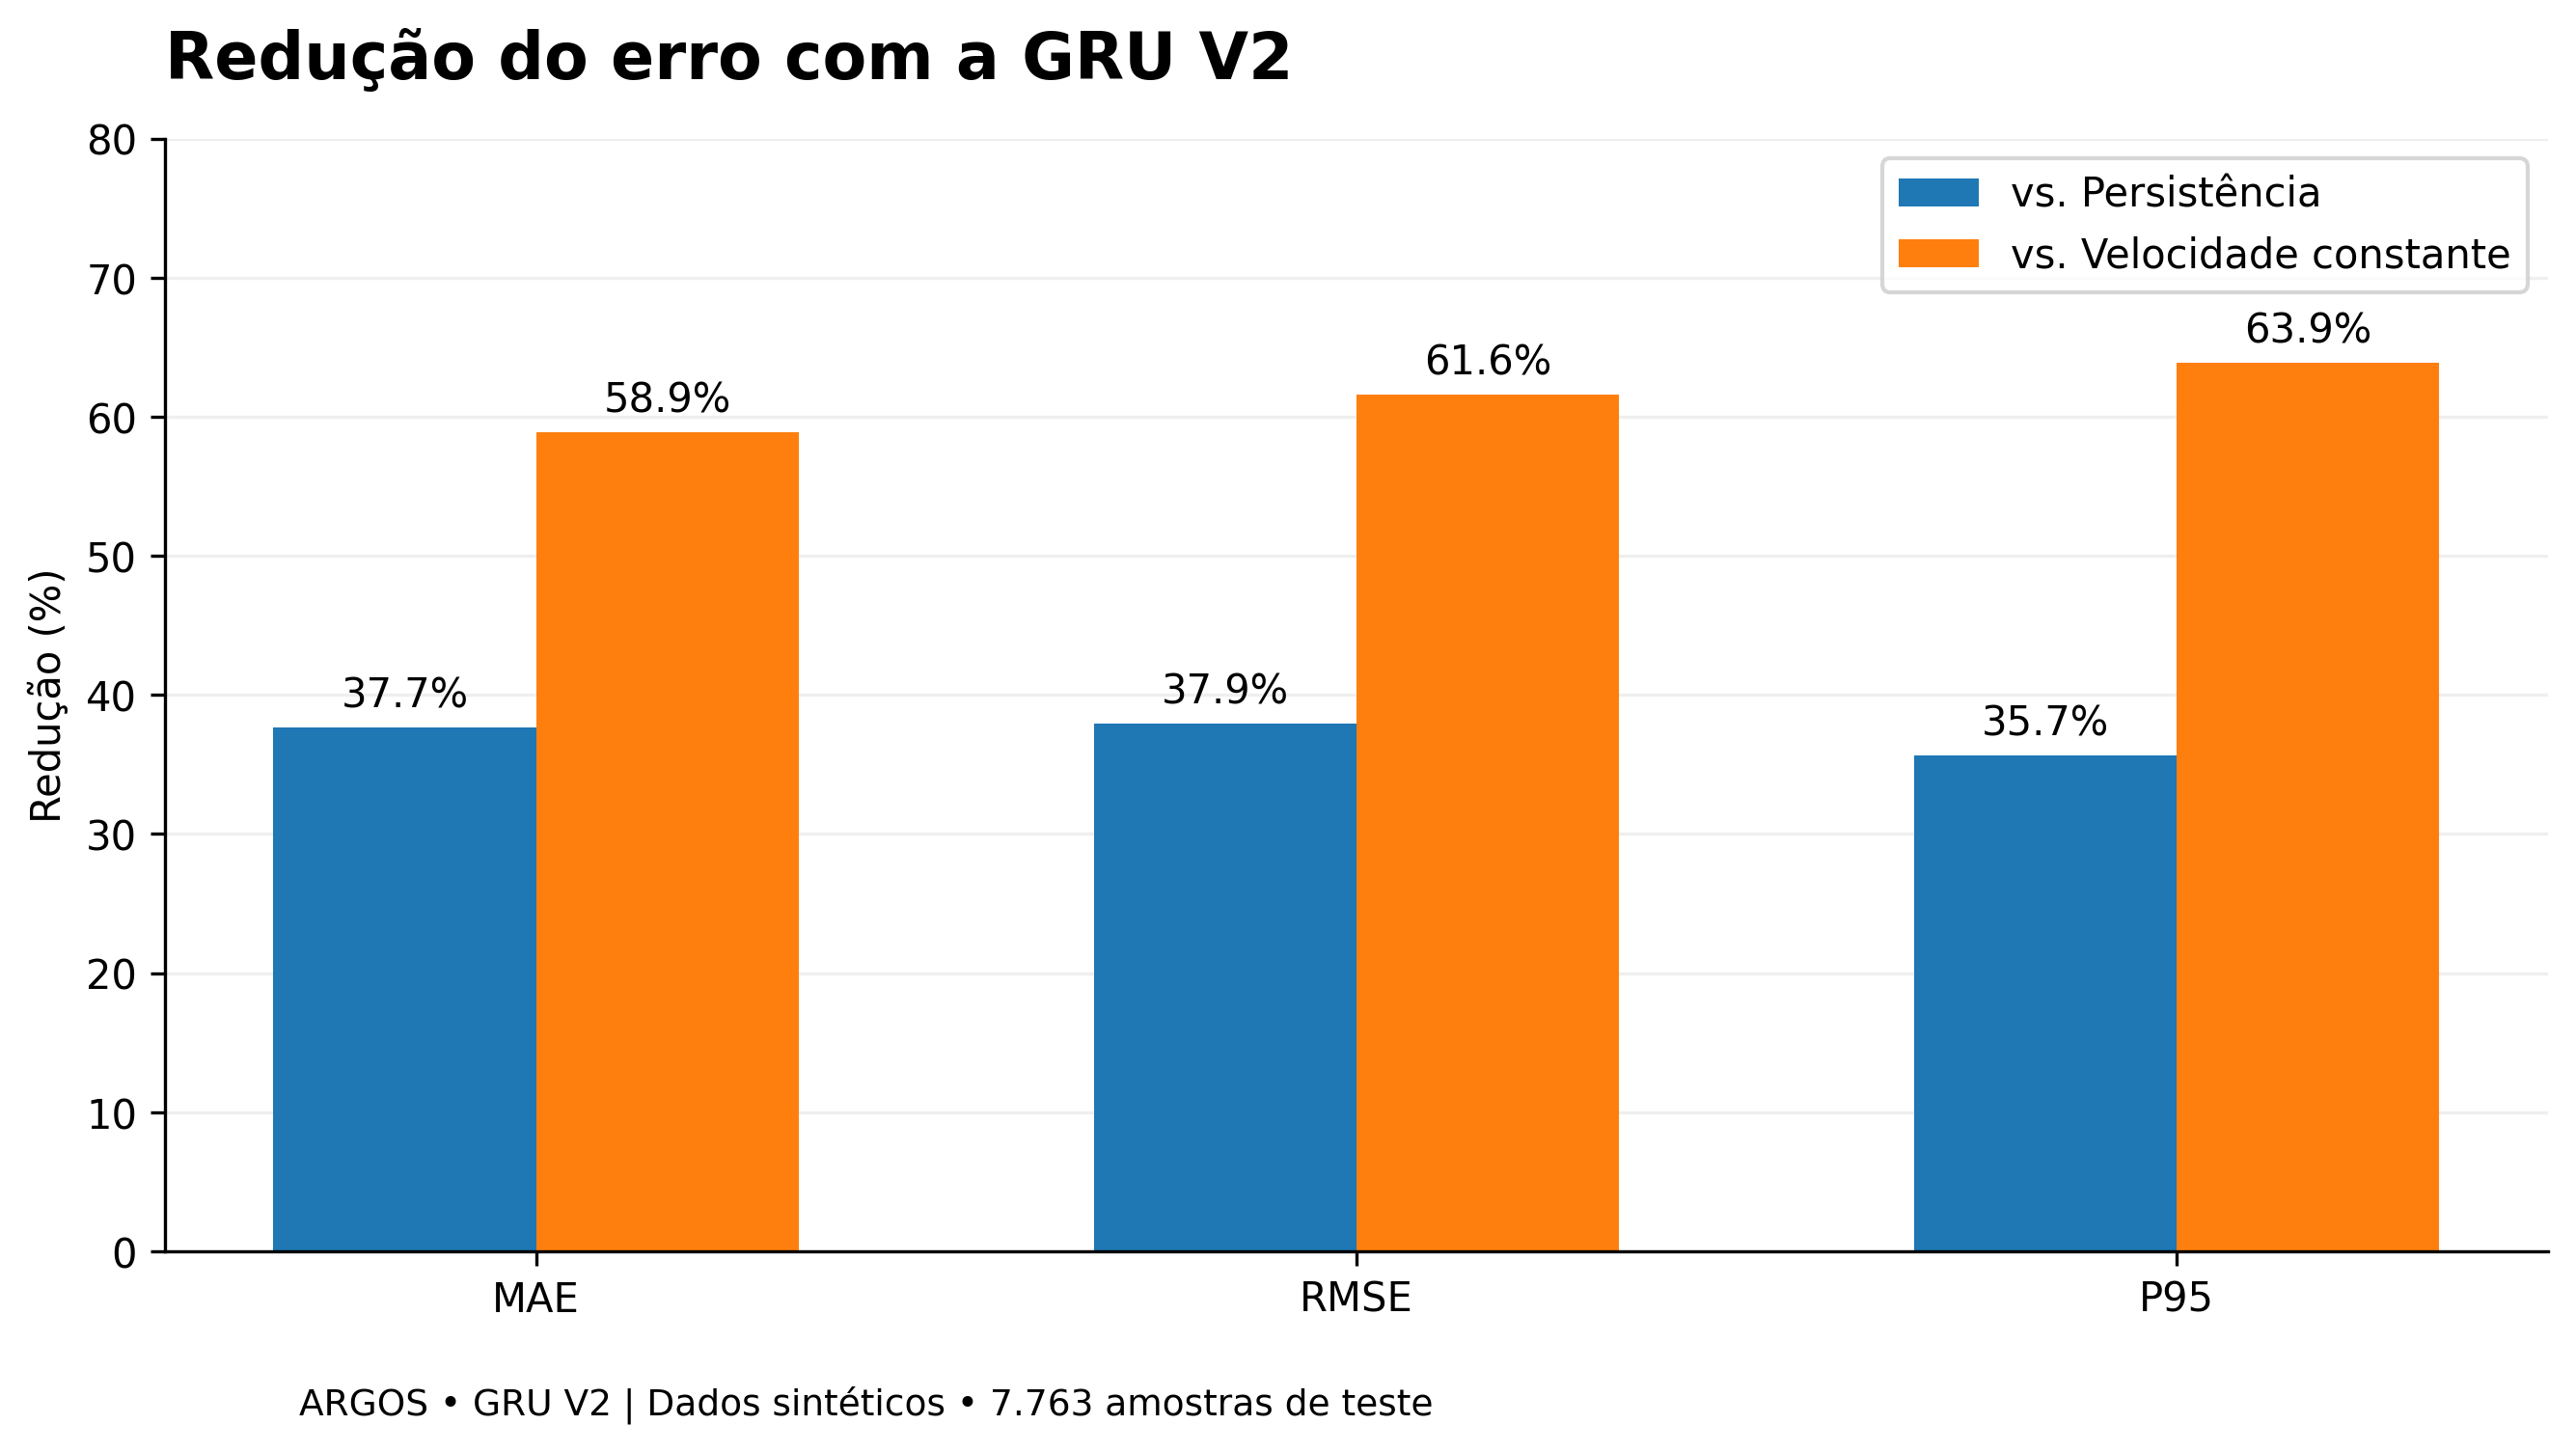 Redução do erro com a GRU V2
80
70
60
50
40
30
20
10
0
Redução (%)
vs. Persistência
vs. Velocidade constante
37.7%
58.9%
37.9%
61.6%
35.7%
63.9%
MAE
RMSE
P95
ARGOS • GRU V2 | Dados sintéticos • 7.763 amostras de teste